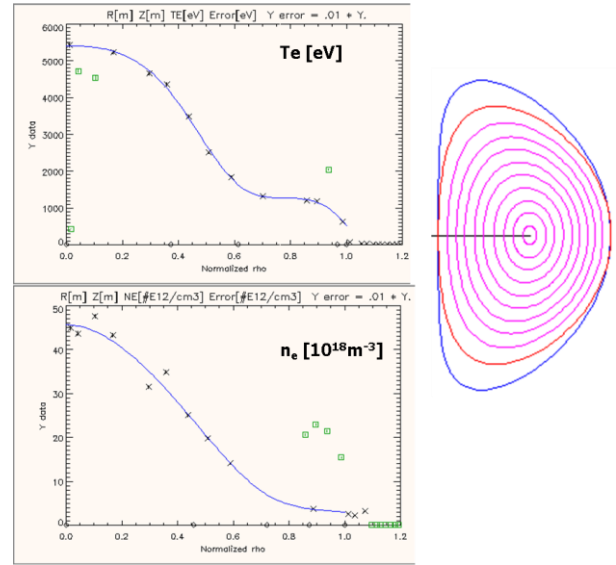 R[m] Z[m] TE[eV] Error[eV] Y error = .01 * Y.
Te [eV]
6000
5000
4000
3000
2000
1000
0
Y data
0.0 0.2 0.4 0.6 0.8 1.0 1.2
Normalized rho
R[m] Z[m] NE[#E12/cm3] Error[#E12/cm3] Y error = .01 * Y.
nₑ [10¹⁸m⁻³]
50
40
30
20
10
0
Y data
0.0 0.2 0.4 0.6 0.8 1.0 1.2
Normalized rho